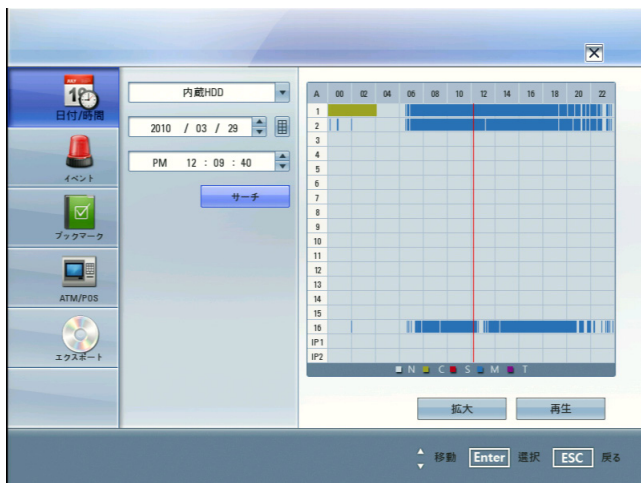 JULY
19
日付/時間
イベント
ブックマーク
ATM/POS
エクスポート
内蔵HDD
2010 / 03 / 29
PM 12 : 09 : 40
サーチ
A 00 02 04 06 08 10 12 14 16 18 20 22
1
2
3
4
5
6
7
8
9
10
11
12
13
14
15
16
IP1
IP2
N C S M T
拡大 再生
移動 Enter 選択 ESC 戻る